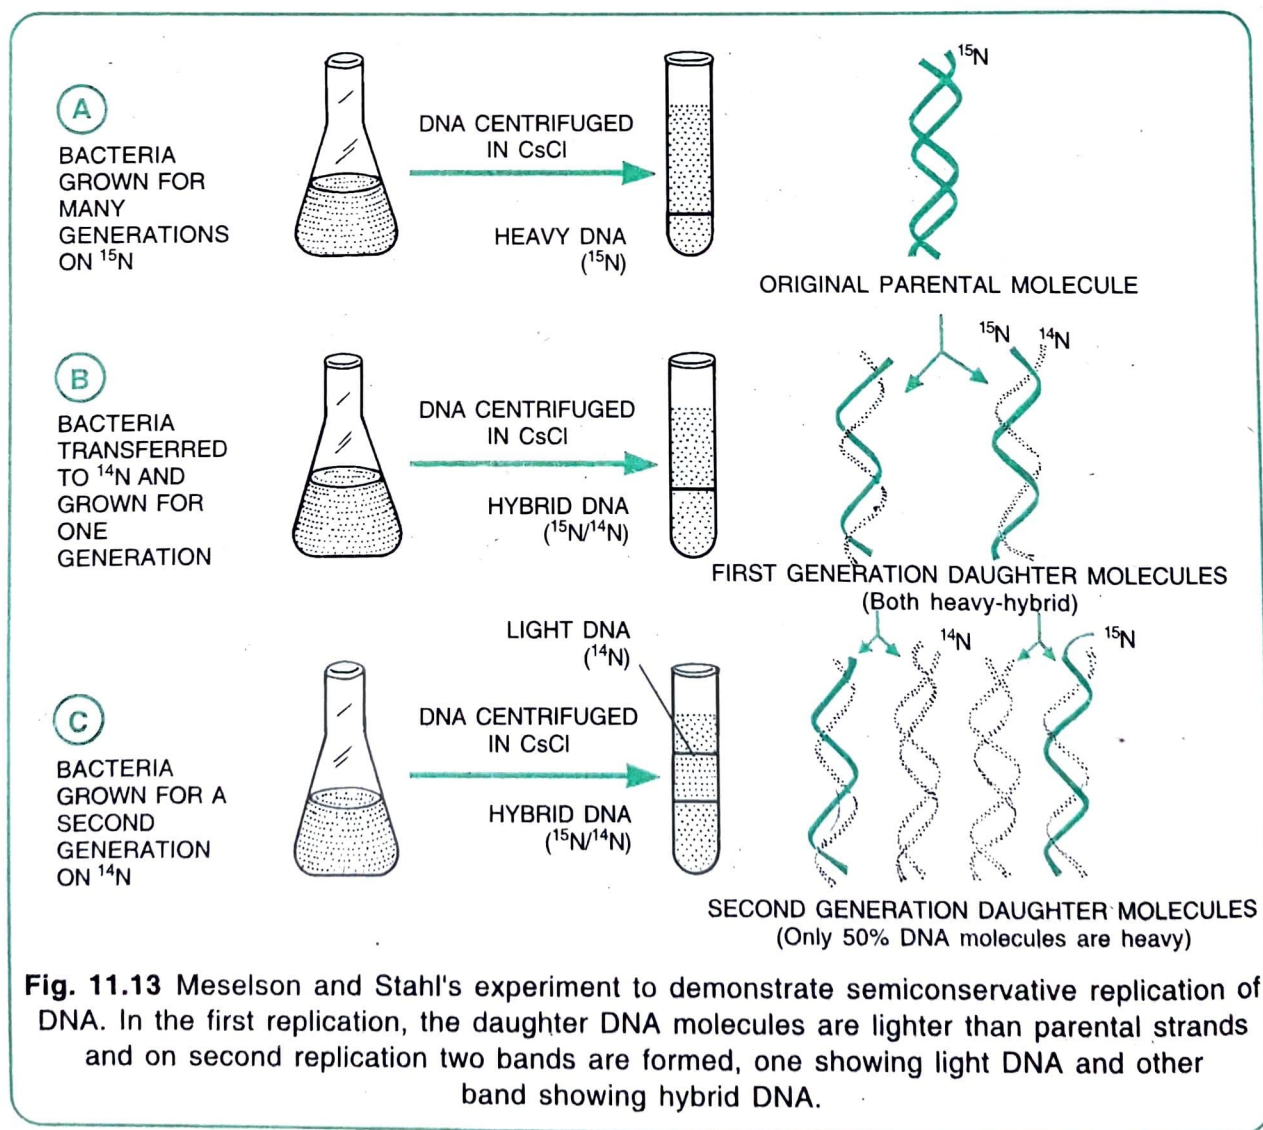 A
BACTERIA
GROWN FOR
MANY
GENERATIONS
ON ¹⁵N
DNA CENTRIFUGED
IN CsCl
HEAVY DNA
(¹⁵N)
¹⁵N
ORIGINAL PARENTAL MOLECULE
B
BACTERIA
TRANSFERRED
TO ¹⁴N AND
GROWN FOR
ONE
GENERATION
DNA CENTRIFUGED
IN CsCl
HYBRID DNA
(¹⁵N/¹⁴N)
¹⁵N ¹⁴N
FIRST GENERATION DAUGHTER MOLECULES
(Both heavy-hybrid)
C
BACTERIA
GROWN FOR A
SECOND
GENERATION
ON ¹⁴N
LIGHT DNA
(¹⁴N)
DNA CENTRIFUGED
IN CsCl
HYBRID DNA
(¹⁵N/¹⁴N)
¹⁴N ¹⁵N
SECOND GENERATION DAUGHTER MOLECULES
(Only 50% DNA molecules are heavy)
Fig. 11.13 Meselson and Stahl's experiment to demonstrate semiconservative replication of
DNA. In the first replication, the daughter DNA molecules are lighter than parental strands
and on second replication two bands are formed, one showing light DNA and other
band showing hybrid DNA.